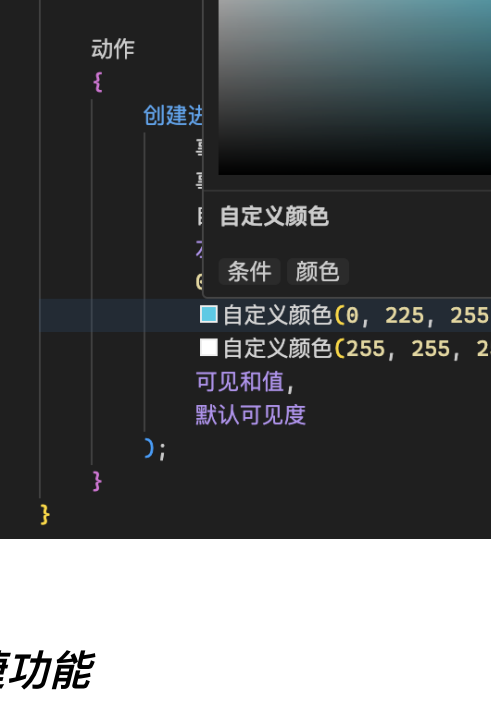 动作
{
创建进
自定义颜色
条件 颜色
自定义颜色(0, 225, 255
自定义颜色(255, 255, 2
可见和值,
默认可见度
);
}
}
功能